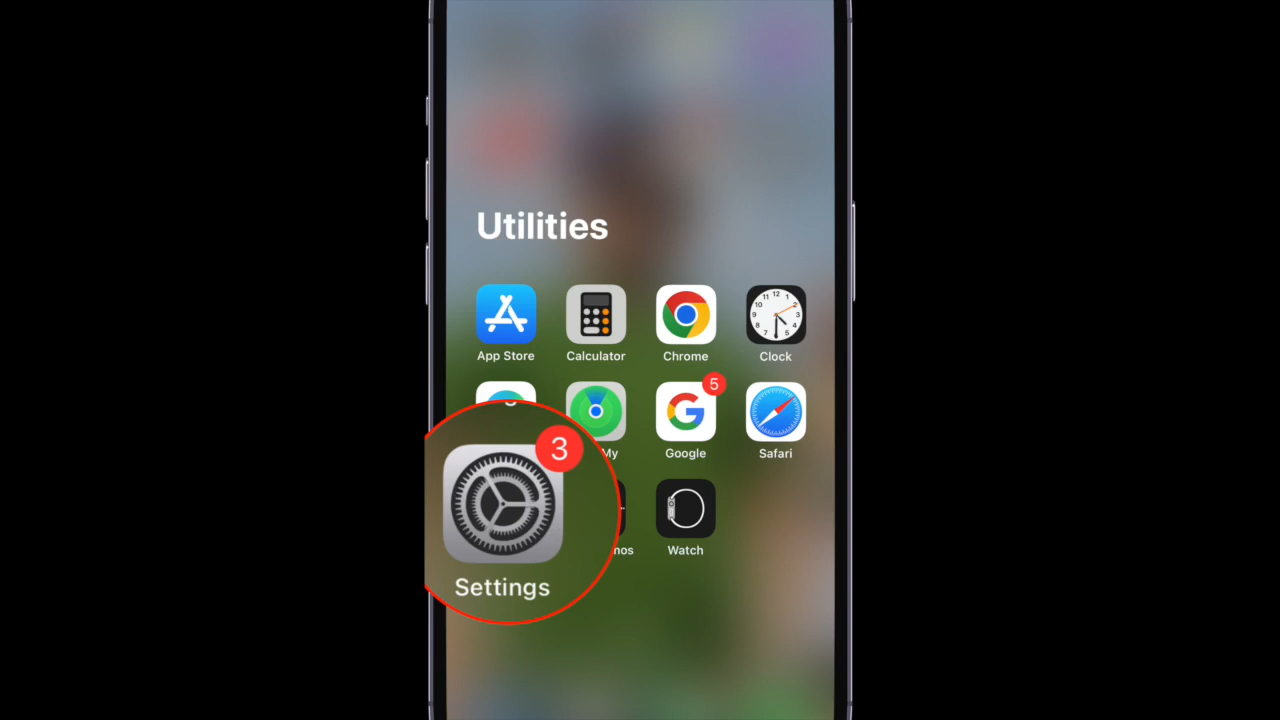 Utilities
App Store Calculator Chrome Clock
5
My Google Safari
3
Settings
nos Watch